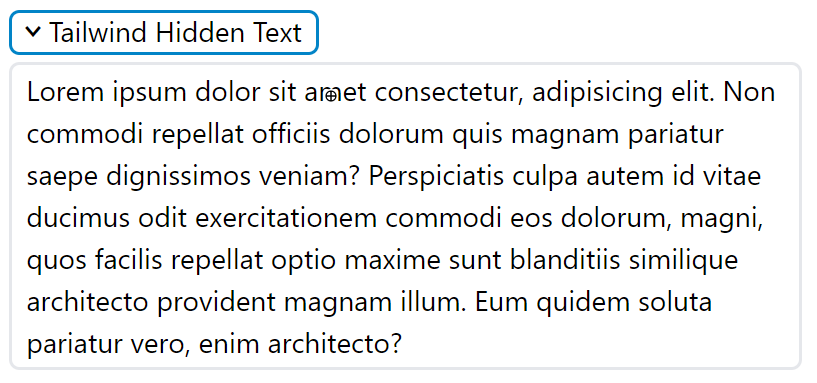 Tailwind Hidden Text
Lorem ipsum dolor sit amet consectetur, adipisicing elit. Non
commodi repellat officiis dolorum quis magnam pariatur
saepe dignissimos veniam? Perspiciatis culpa autem id vitae
ducimus odit exercitationem commodi eos dolorum, magni,
quos facilis repellat optio maxime sunt blanditiis similique
architecto provident magnam illum. Eum quidem soluta
pariatur vero, enim architecto?